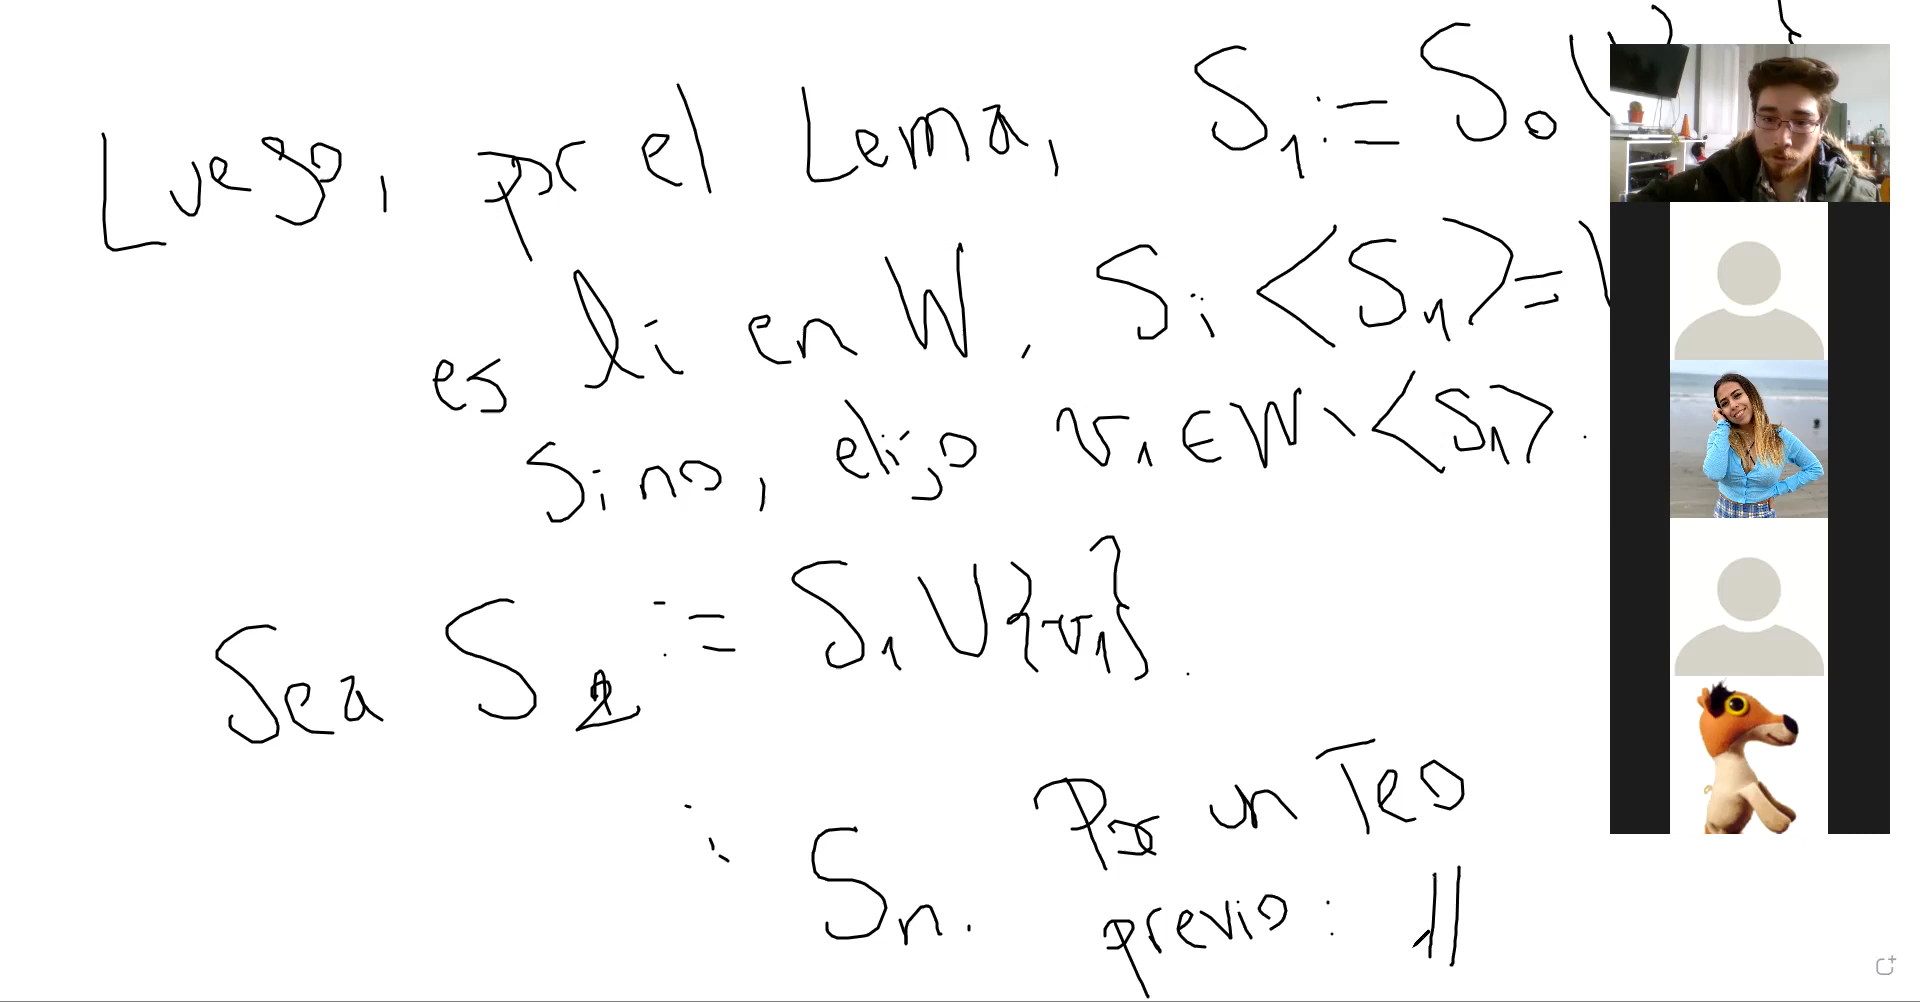 Luego, por el Lema, S₁ := S₀ U
es li en W. Si <S₁> =
Sino, elijo v₁ ∈ W \ <S₁>.
Sea S₂ := S₁ U {v₁}.
⋮ Sₙ. Por un Teo
previo: ||